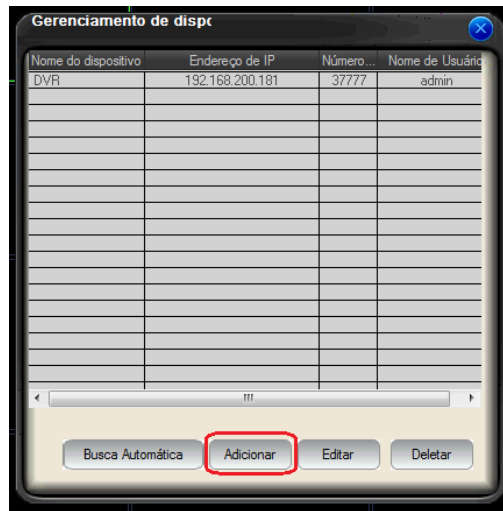 Gerenciamento de dispo
Nome do dispositivo Endereço de IP Número... Nome de Usuário
DVR 192.168.200.181 37777 admin
Busca Automática Adicionar Editar Deletar